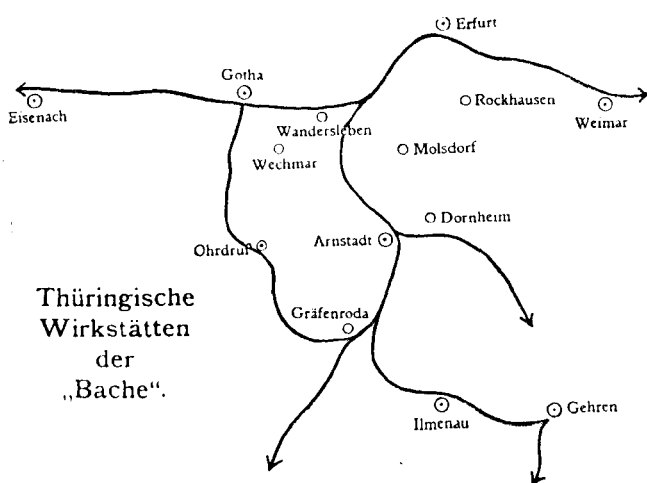 Erfurt
Gotha
Eisenach
Wandersleben
Rockhausen
Weimar
Wechmar
Molsdorf
Dornheim
Ohrdruf
Arnstadt
Thüringische
Wirkstätten
der
„Bache“.
Gräfenroda
Ilmenau
Gehren